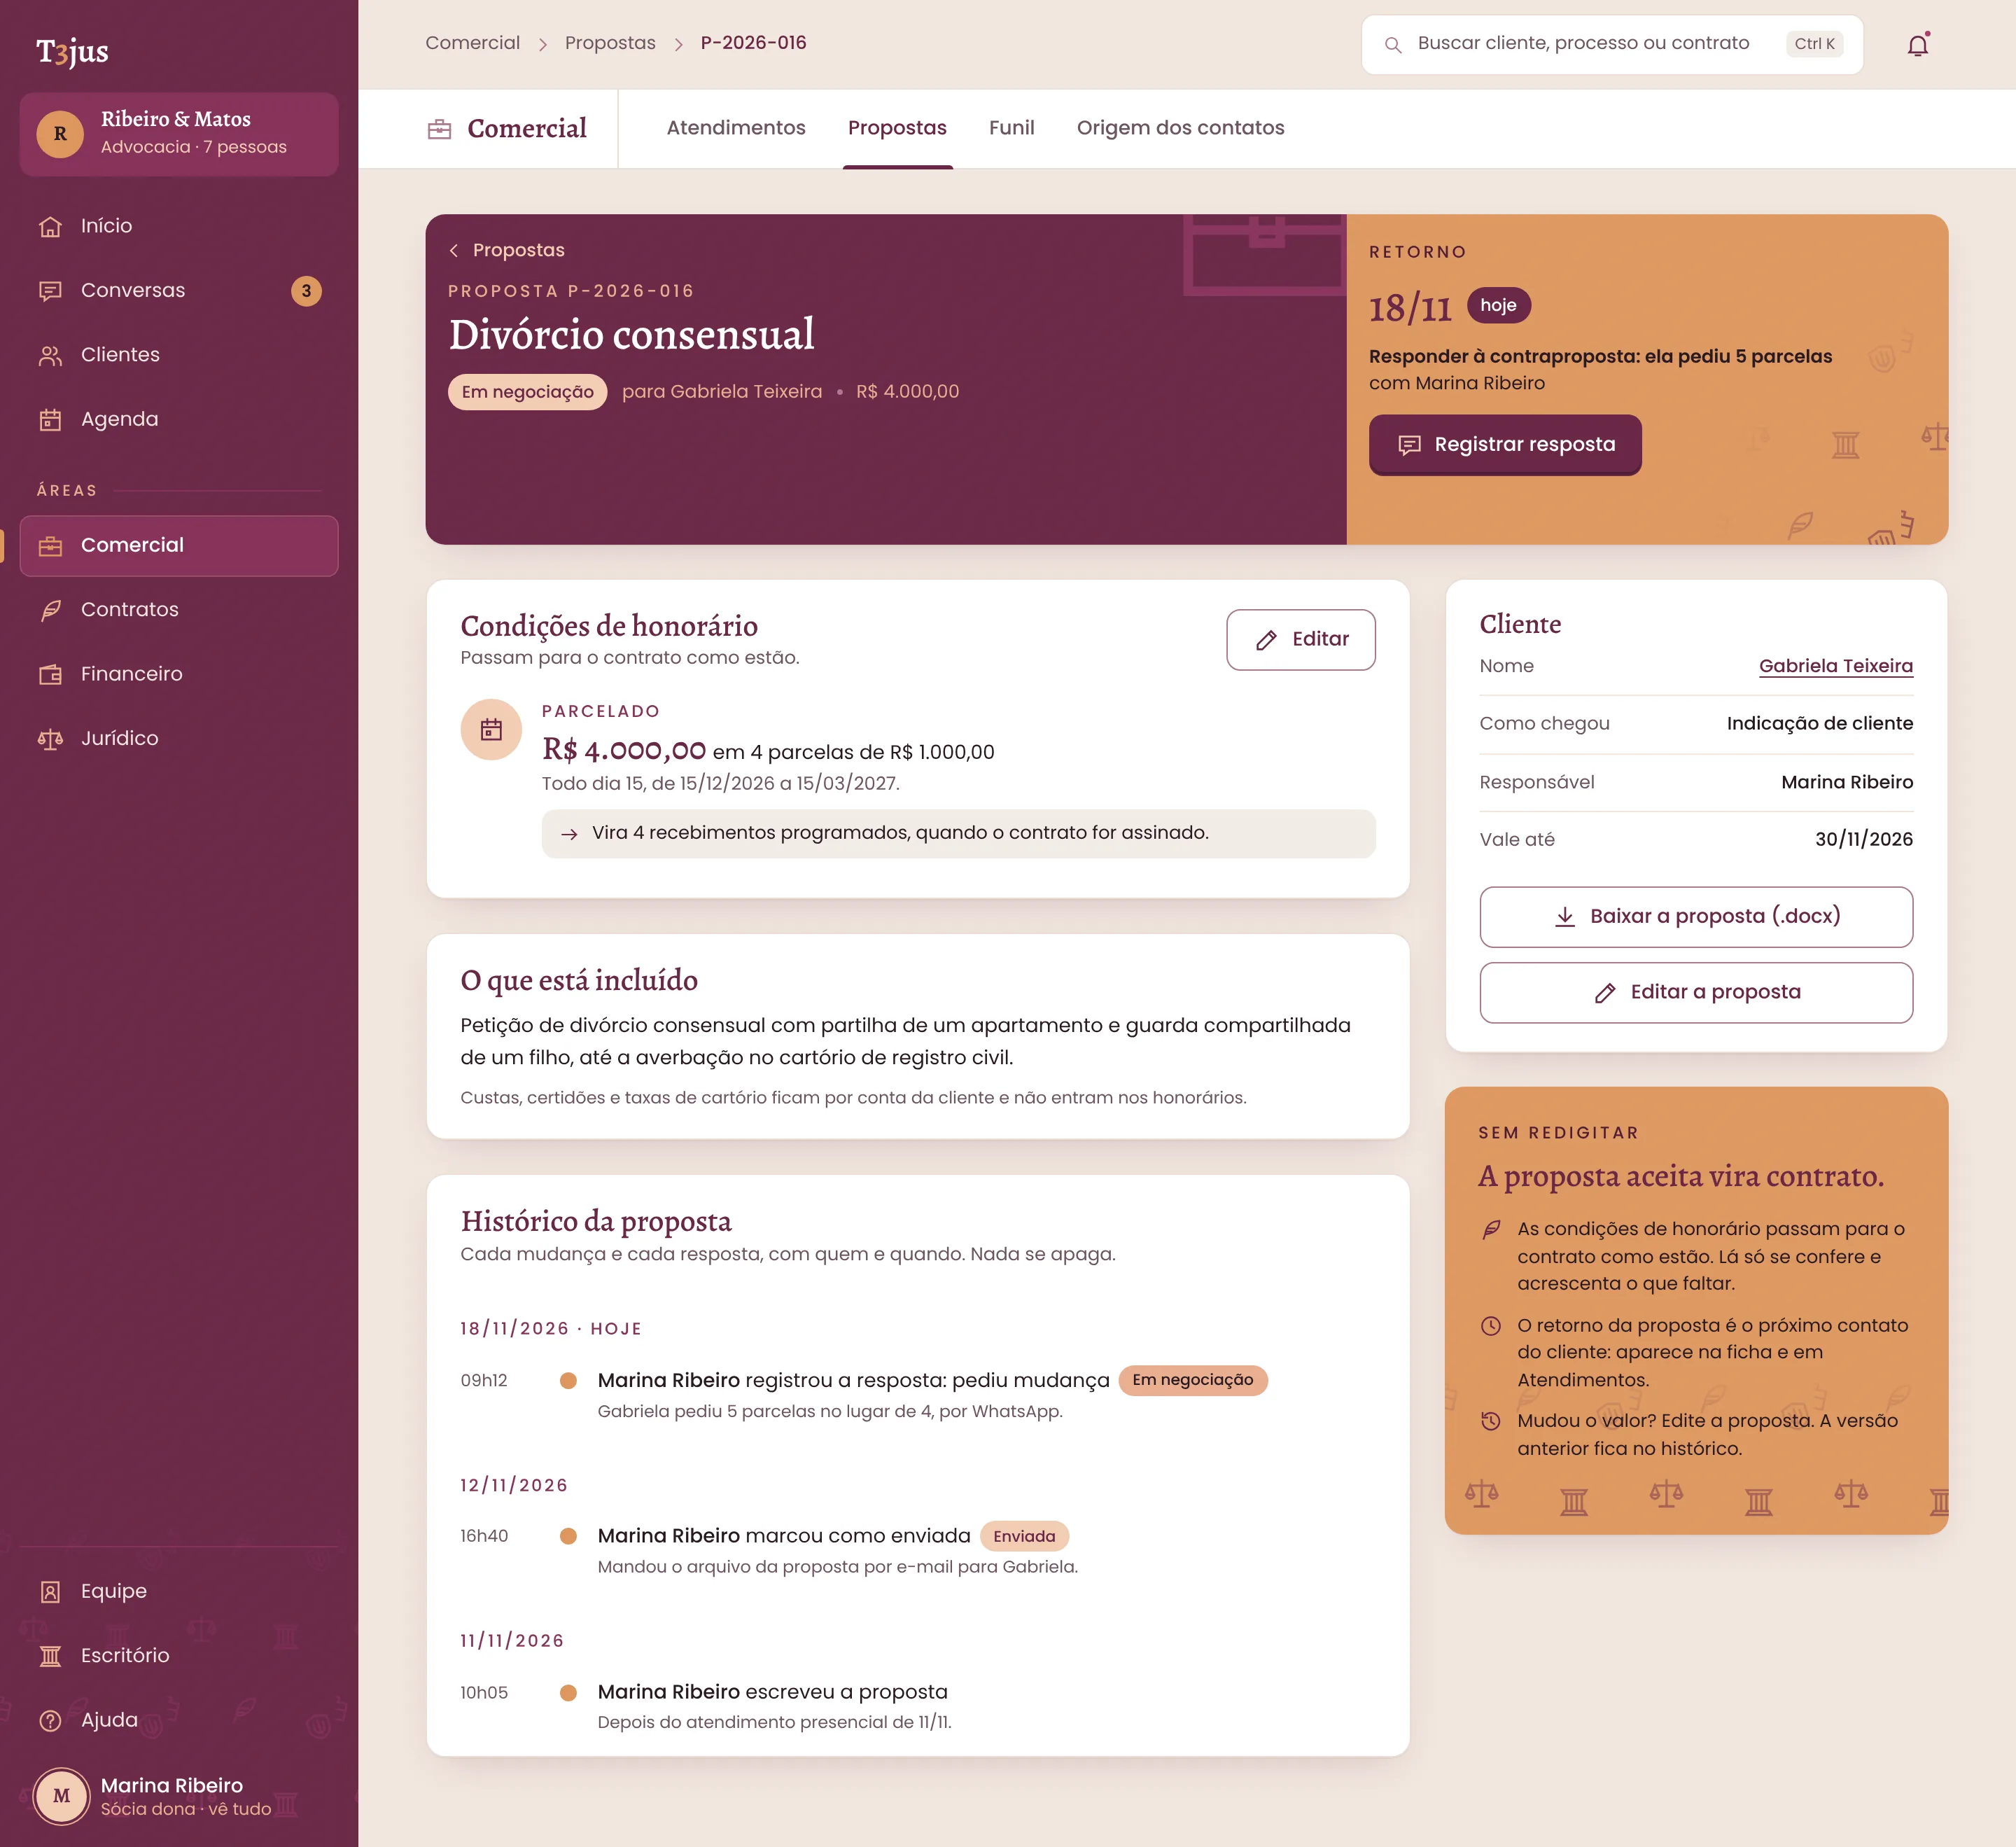 T3jus
R
Ribeiro & Matos
Advocacia · 7 pessoas
Início
Conversas
3
Clientes
Agenda
ÁREAS
Comercial
Contratos
Financeiro
Jurídico
Equipe
Escritório
Ajuda
M
Marina Ribeiro
Sócia dona · vê tudo
Comercial > Propostas > P-2026-016
Buscar cliente, processo ou contrato
Ctrl K
Comercial
Atendimentos
Propostas
Funil
Origem dos contatos
Propostas
PROPOSTA P-2026-016
Divórcio consensual
Em negociação
para Gabriela Teixeira • R$ 4.000,00
RETORNO
18/11
hoje
Responder à contraproposta: ela pediu 5 parcelas
com Marina Ribeiro
Registrar resposta
Condições de honorário
Passam para o contrato como estão.
Editar
PARCELADO
R$ 4.000,00 em 4 parcelas de R$ 1.000,00
Todo dia 15, de 15/12/2026 a 15/03/2027.
→ Vira 4 recebimentos programados, quando o contrato for assinado.
O que está incluído
Petição de divórcio consensual com partilha de um apartamento e guarda compartilhada
de um filho, até a averbação no cartório de registro civil.
Custas, certidões e taxas de cartório ficam por conta da cliente e não entram nos honorários.
Histórico da proposta
Cada mudança e cada resposta, com quem e quando. Nada se apaga.
18/11/2026 · HOJE
09h12
Marina Ribeiro registrou a resposta: pediu mudança
Em negociação
Gabriela pediu 5 parcelas no lugar de 4, por WhatsApp.
12/11/2026
16h40
Marina Ribeiro marcou como enviada
Enviada
Mandou o arquivo da proposta por e-mail para Gabriela.
11/11/2026
10h05
Marina Ribeiro escreveu a proposta
Depois do atendimento presencial de 11/11.
Cliente
Nome
Gabriela Teixeira
Como chegou
Indicação de cliente
Responsável
Marina Ribeiro
Vale até
30/11/2026
Baixar a proposta (.docx)
Editar a proposta
SEM REDIGITAR
A proposta aceita vira contrato.
As condições de honorário passam para o
contrato como estão. Lá só se confere e
acrescenta o que faltar.
O retorno da proposta é o próximo contato
do cliente: aparece na ficha e em
Atendimentos.
Mudou o valor? Edite a proposta. A versão
anterior fica no histórico.